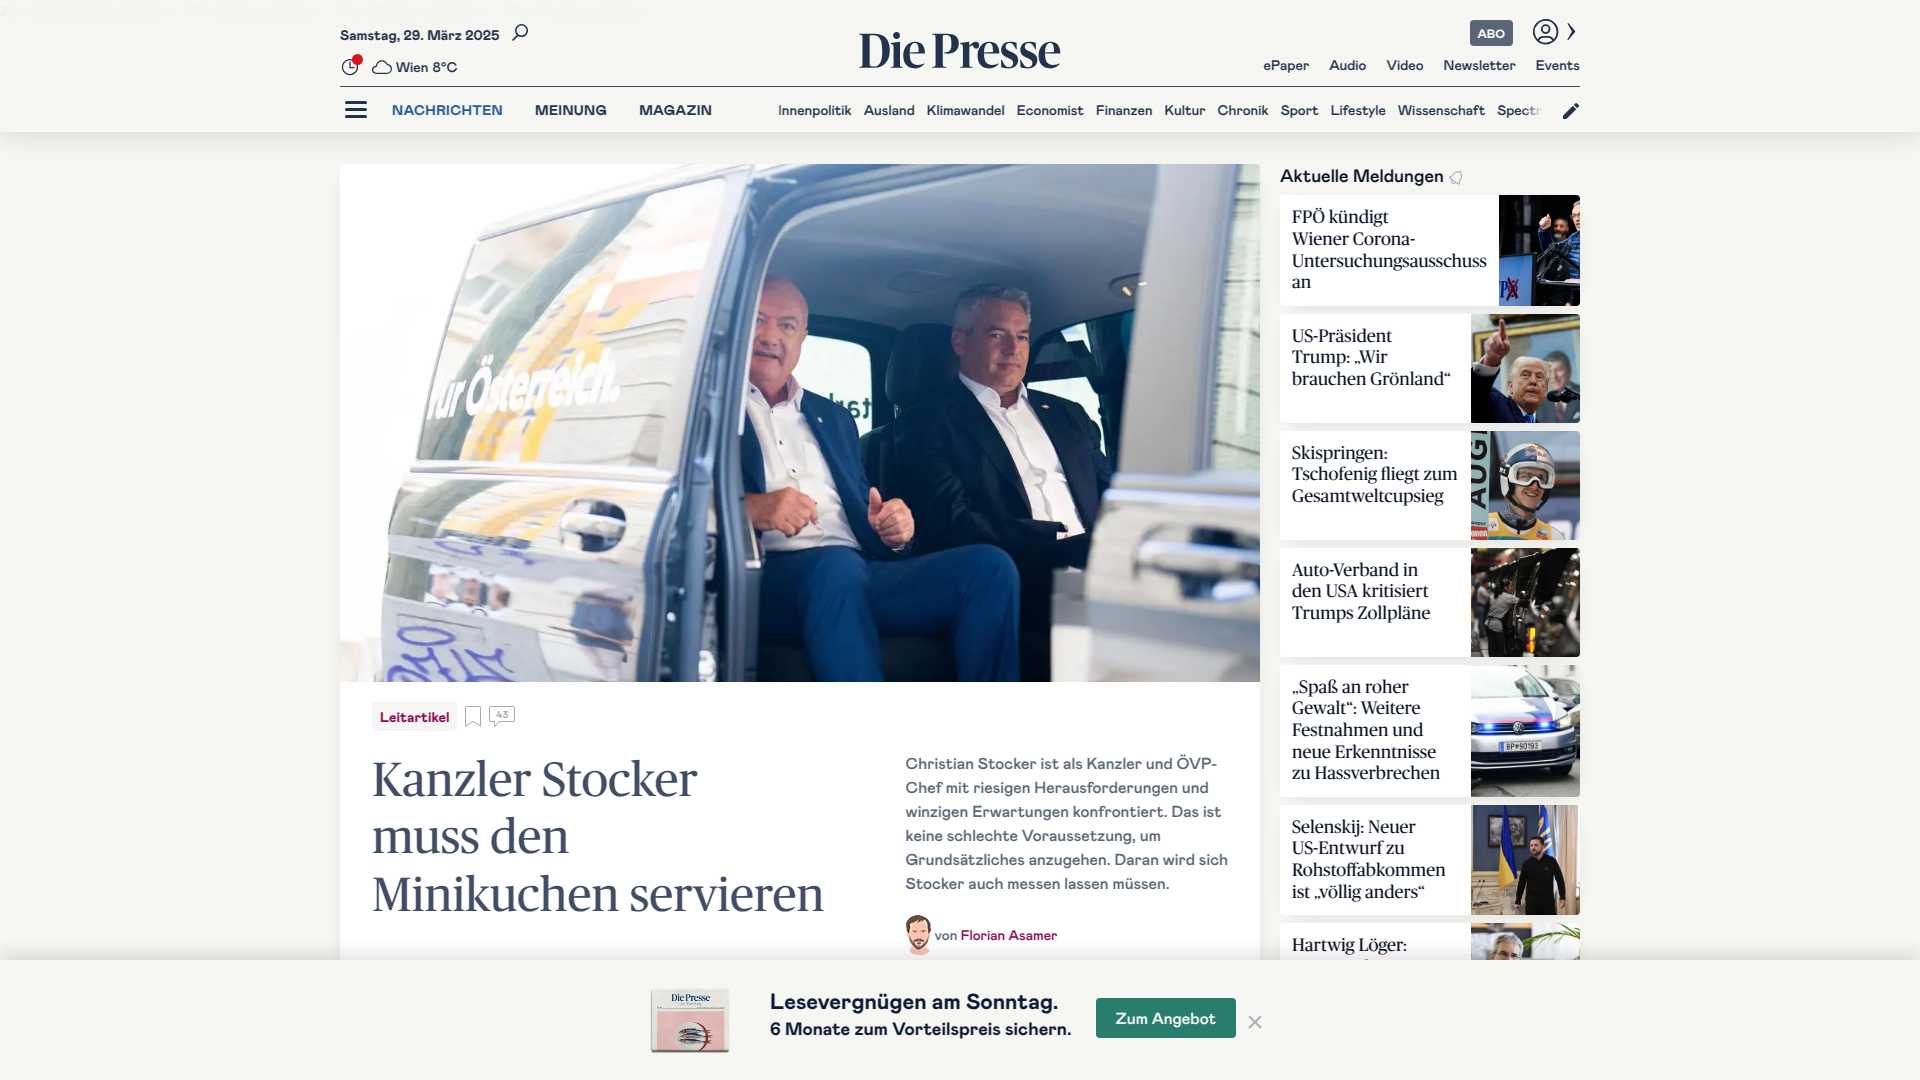 Samstag, 29. März 2025
Wien 8°C
Die Presse
ABO
ePaper Audio Video Newsletter Events
NACHRICHTEN MEINUNG MAGAZIN
Innenpolitik Ausland Klimawandel Economist Finanzen Kultur Chronik Sport Lifestyle Wissenschaft Spectr
für Österreich.
Leitartikel
43
Kanzler Stocker
muss den
Minikuchen servieren
Christian Stocker ist als Kanzler und ÖVP-
Chef mit riesigen Herausforderungen und
winzigen Erwartungen konfrontiert. Das ist
keine schlechte Voraussetzung, um
Grundsätzliches anzugehen. Daran wird sich
Stocker auch messen lassen müssen.
von Florian Asamer
Aktuelle Meldungen
FPÖ kündigt
Wiener Corona-
Untersuchungsausschuss
an
US-Präsident
Trump: „Wir
brauchen Grönland“
Skispringen:
Tschofenig fliegt zum
Gesamtweltcupsieg
AUG
Auto-Verband in
den USA kritisiert
Trumps Zollpläne
„Spaß an roher
Gewalt“: Weitere
Festnahmen und
neue Erkenntnisse
zu Hassverbrechen
Selenskij: Neuer
US-Entwurf zu
Rohstoffabkommen
ist „völlig anders“
Hartwig Löger:
Die Presse
Lesevergnügen am Sonntag.
6 Monate zum Vorteilspreis sichern.
Zum Angebot